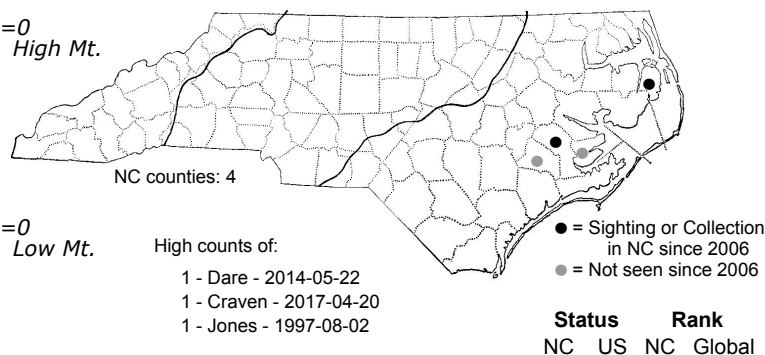 =0
High Mt.
NC counties: 4
=0
Low Mt.
High counts of:
1 - Dare - 2014-05-22
1 - Craven - 2017-04-20
1 - Jones - 1997-08-02
= Sighting or Collection
in NC since 2006
= Not seen since 2006
Status Rank
NC US NC Global